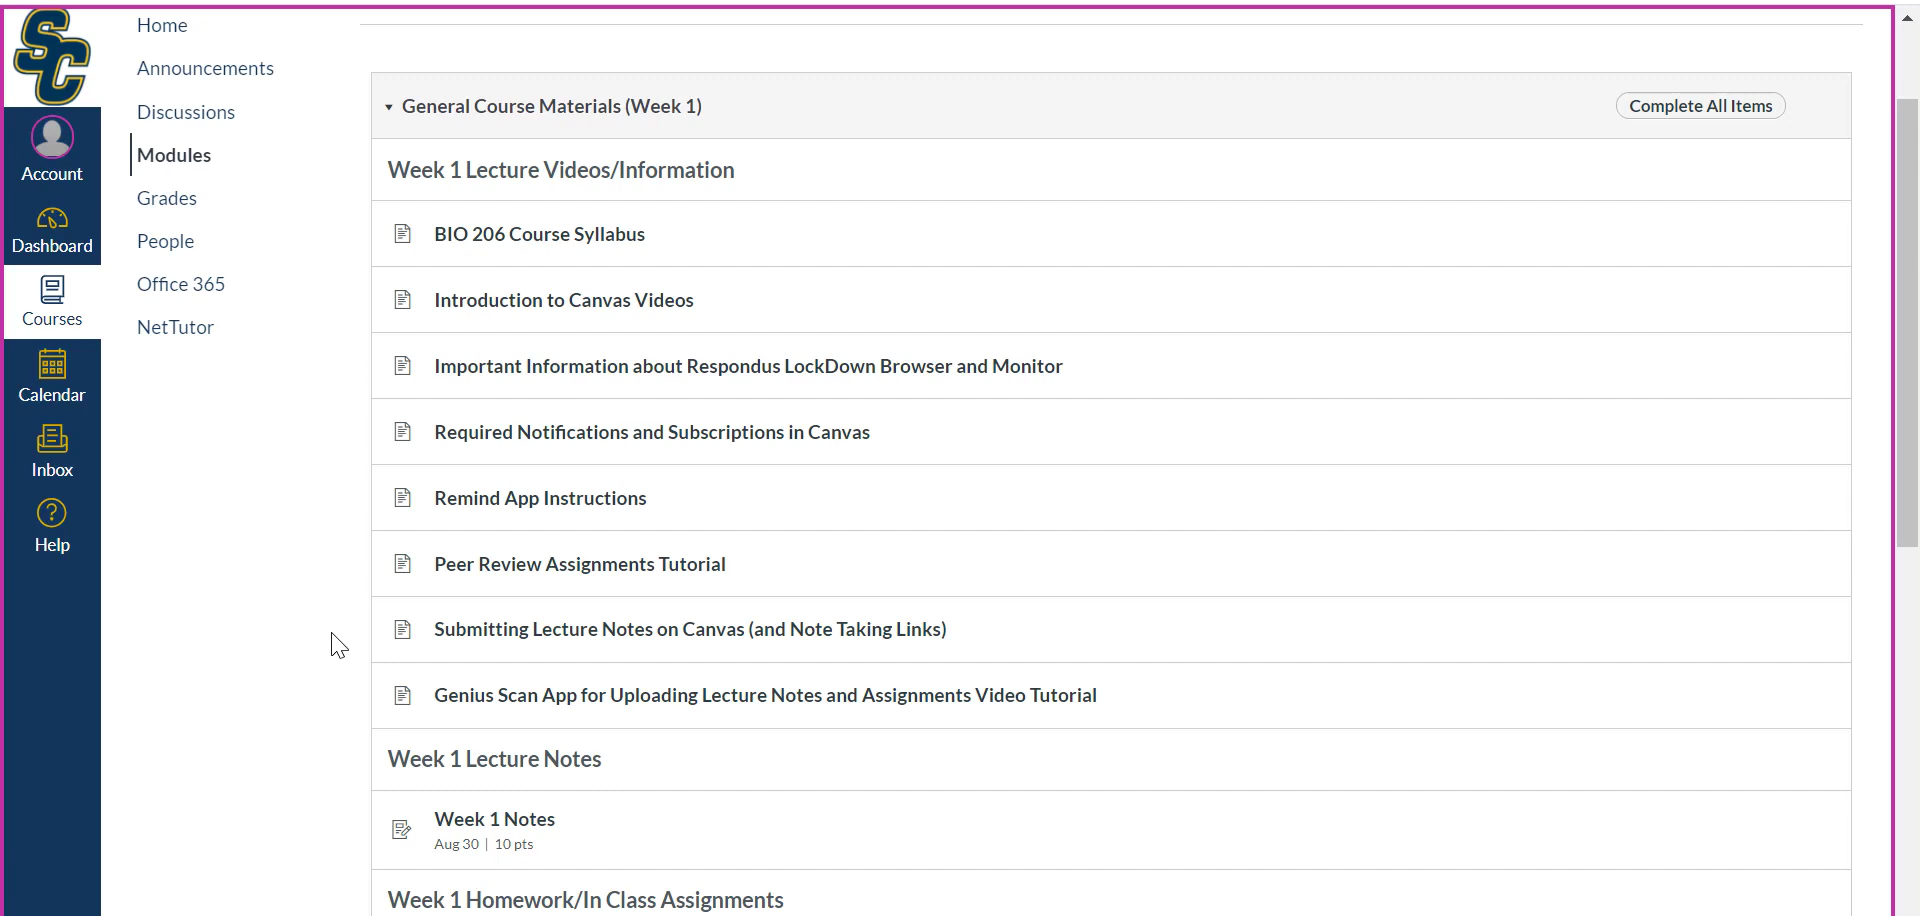 SC
Account
Dashboard
Courses
Calendar
Inbox
Help
Home
Announcements
Discussions
Modules
Grades
People
Office 365
NetTutor
General Course Materials (Week 1)
Complete All Items
Week 1 Lecture Videos/Information
BIO 206 Course Syllabus
Introduction to Canvas Videos
Important Information about Respondus LockDown Browser and Monitor
Required Notifications and Subscriptions in Canvas
Remind App Instructions
Peer Review Assignments Tutorial
Submitting Lecture Notes on Canvas (and Note Taking Links)
Genius Scan App for Uploading Lecture Notes and Assignments Video Tutorial
Week 1 Lecture Notes
Week 1 Notes
Aug 30 | 10 pts
Week 1 Homework/In Class Assignments